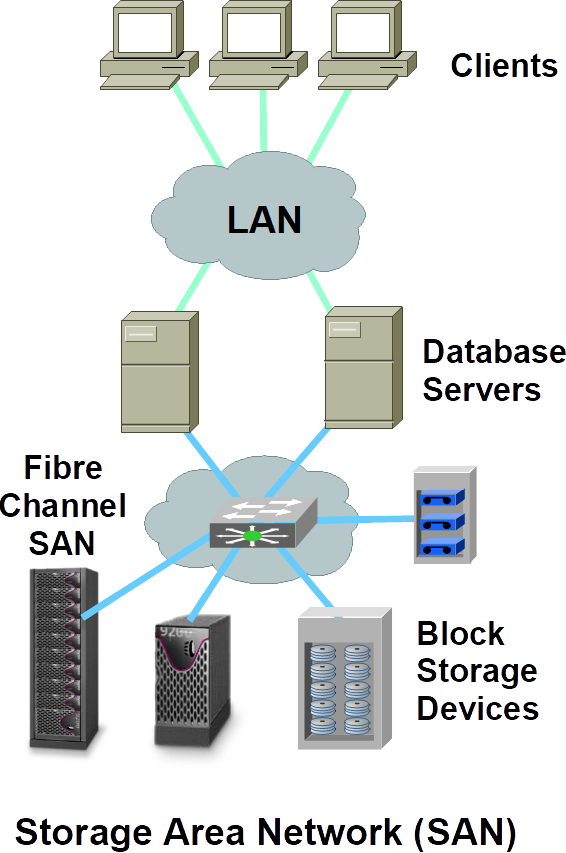 Clients
LAN
Database
Servers
Fibre
Channel
SAN
Block
Storage
Devices
Storage Area Network (SAN)